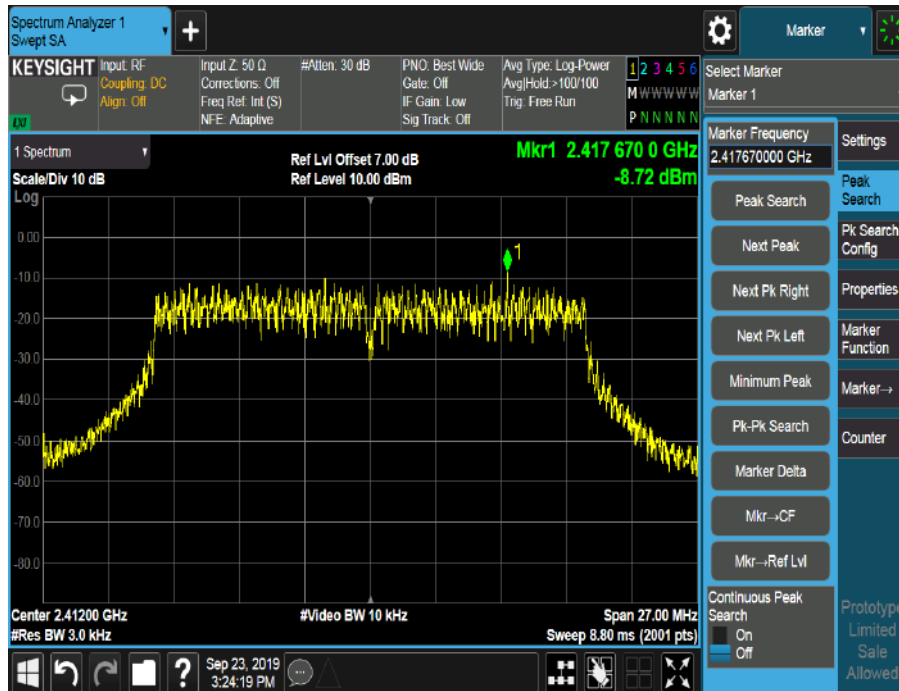 Spectrum Analyzer 1
Swept SA
+
Marker
KEYSIGHT
LXI
Input: RF
Coupling: DC
Align: Off
Input Z: 50 Ω
Corrections: Off
Freq Ref: Int (S)
NFE: Adaptive
#Atten: 30 dB
PNO: Best Wide
Gate: Off
IF Gain: Low
Sig Track: Off
Avg Type: Log-Power
Avg|Hold:>100/100
Trig: Free Run
1 2 3 4 5 6
M W W W W W
P N N N N N
Select Marker
Marker 1
1 Spectrum
Scale/Div 10 dB
Log
Ref Lvl Offset 7.00 dB
Ref Level 10.00 dBm
Mkr1 2.417 670 0 GHz
-8.72 dBm
1
0.00
-10.0
-20.0
-30.0
-40.0
-50.0
-60.0
-70.0
-80.0
Center 2.41200 GHz
#Res BW 3.0 kHz
#Video BW 10 kHz
Span 27.00 MHz
Sweep 8.80 ms (2001 pts)
Marker Frequency
2.417670000 GHz
Peak Search
Next Peak
Next Pk Right
Next Pk Left
Minimum Peak
Pk-Pk Search
Marker Delta
Mkr→CF
Mkr→Ref Lvl
Continuous Peak
Search
On
Off
Settings
Peak
Search
Pk Search
Config
Properties
Marker
Function
Marker→
Counter
Prototype
Limited
Sale
Allowed
?
Sep 23, 2019
3:24:19 PM